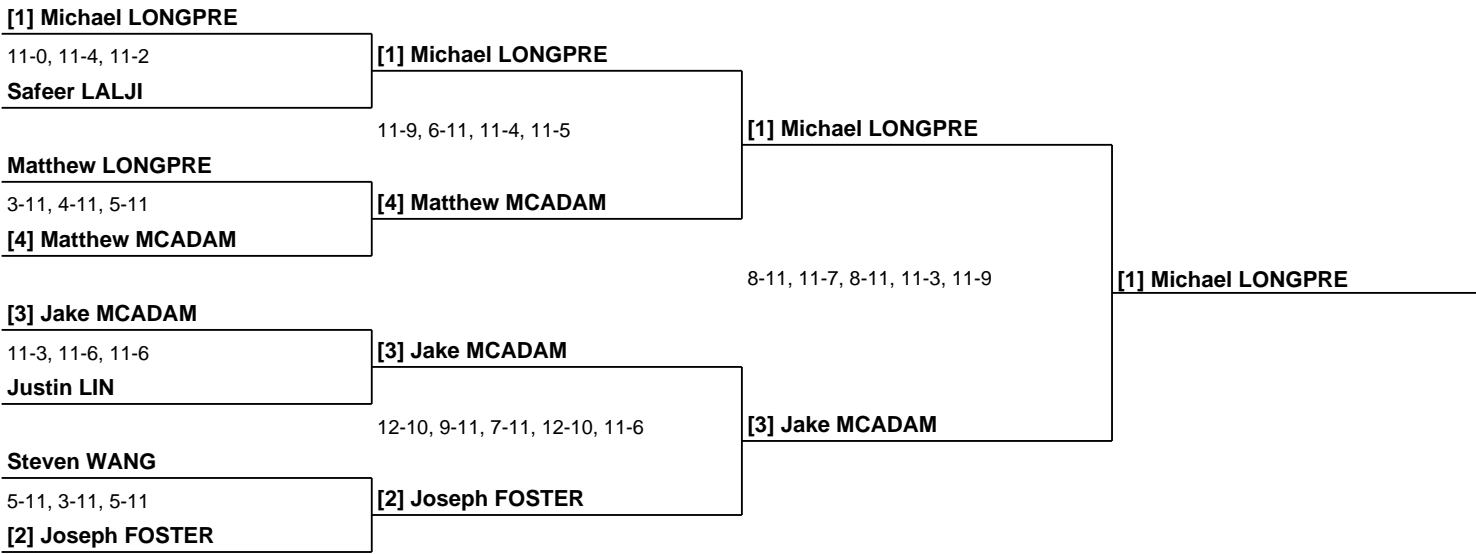 [1] Michael LONGPRE
11-0, 11-4, 11-2
[1] Michael LONGPRE
Safeer LALJI
11-9, 6-11, 11-4, 11-5
[1] Michael LONGPRE
Matthew LONGPRE
3-11, 4-11, 5-11
[4] Matthew MCADAM
[4] Matthew MCADAM
8-11, 11-7, 8-11, 11-3, 11-9
[1] Michael LONGPRE
[3] Jake MCADAM
11-3, 11-6, 11-6
[3] Jake MCADAM
Justin LIN
12-10, 9-11, 7-11, 12-10, 11-6
[3] Jake MCADAM
Steven WANG
5-11, 3-11, 5-11
[2] Joseph FOSTER
[2] Joseph FOSTER